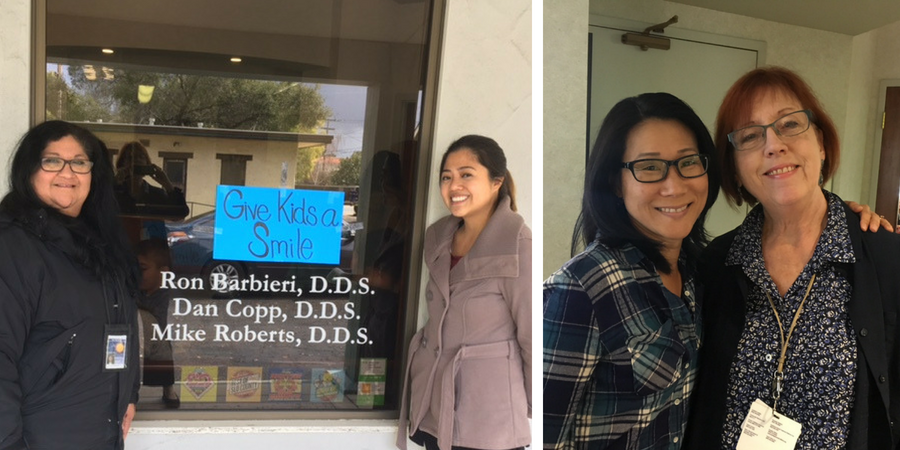 Give Kids a
Smile
Ron Barbieri, D.D.S.
Dan Copp, D.D.S.
Mike Roberts, D.D.S.